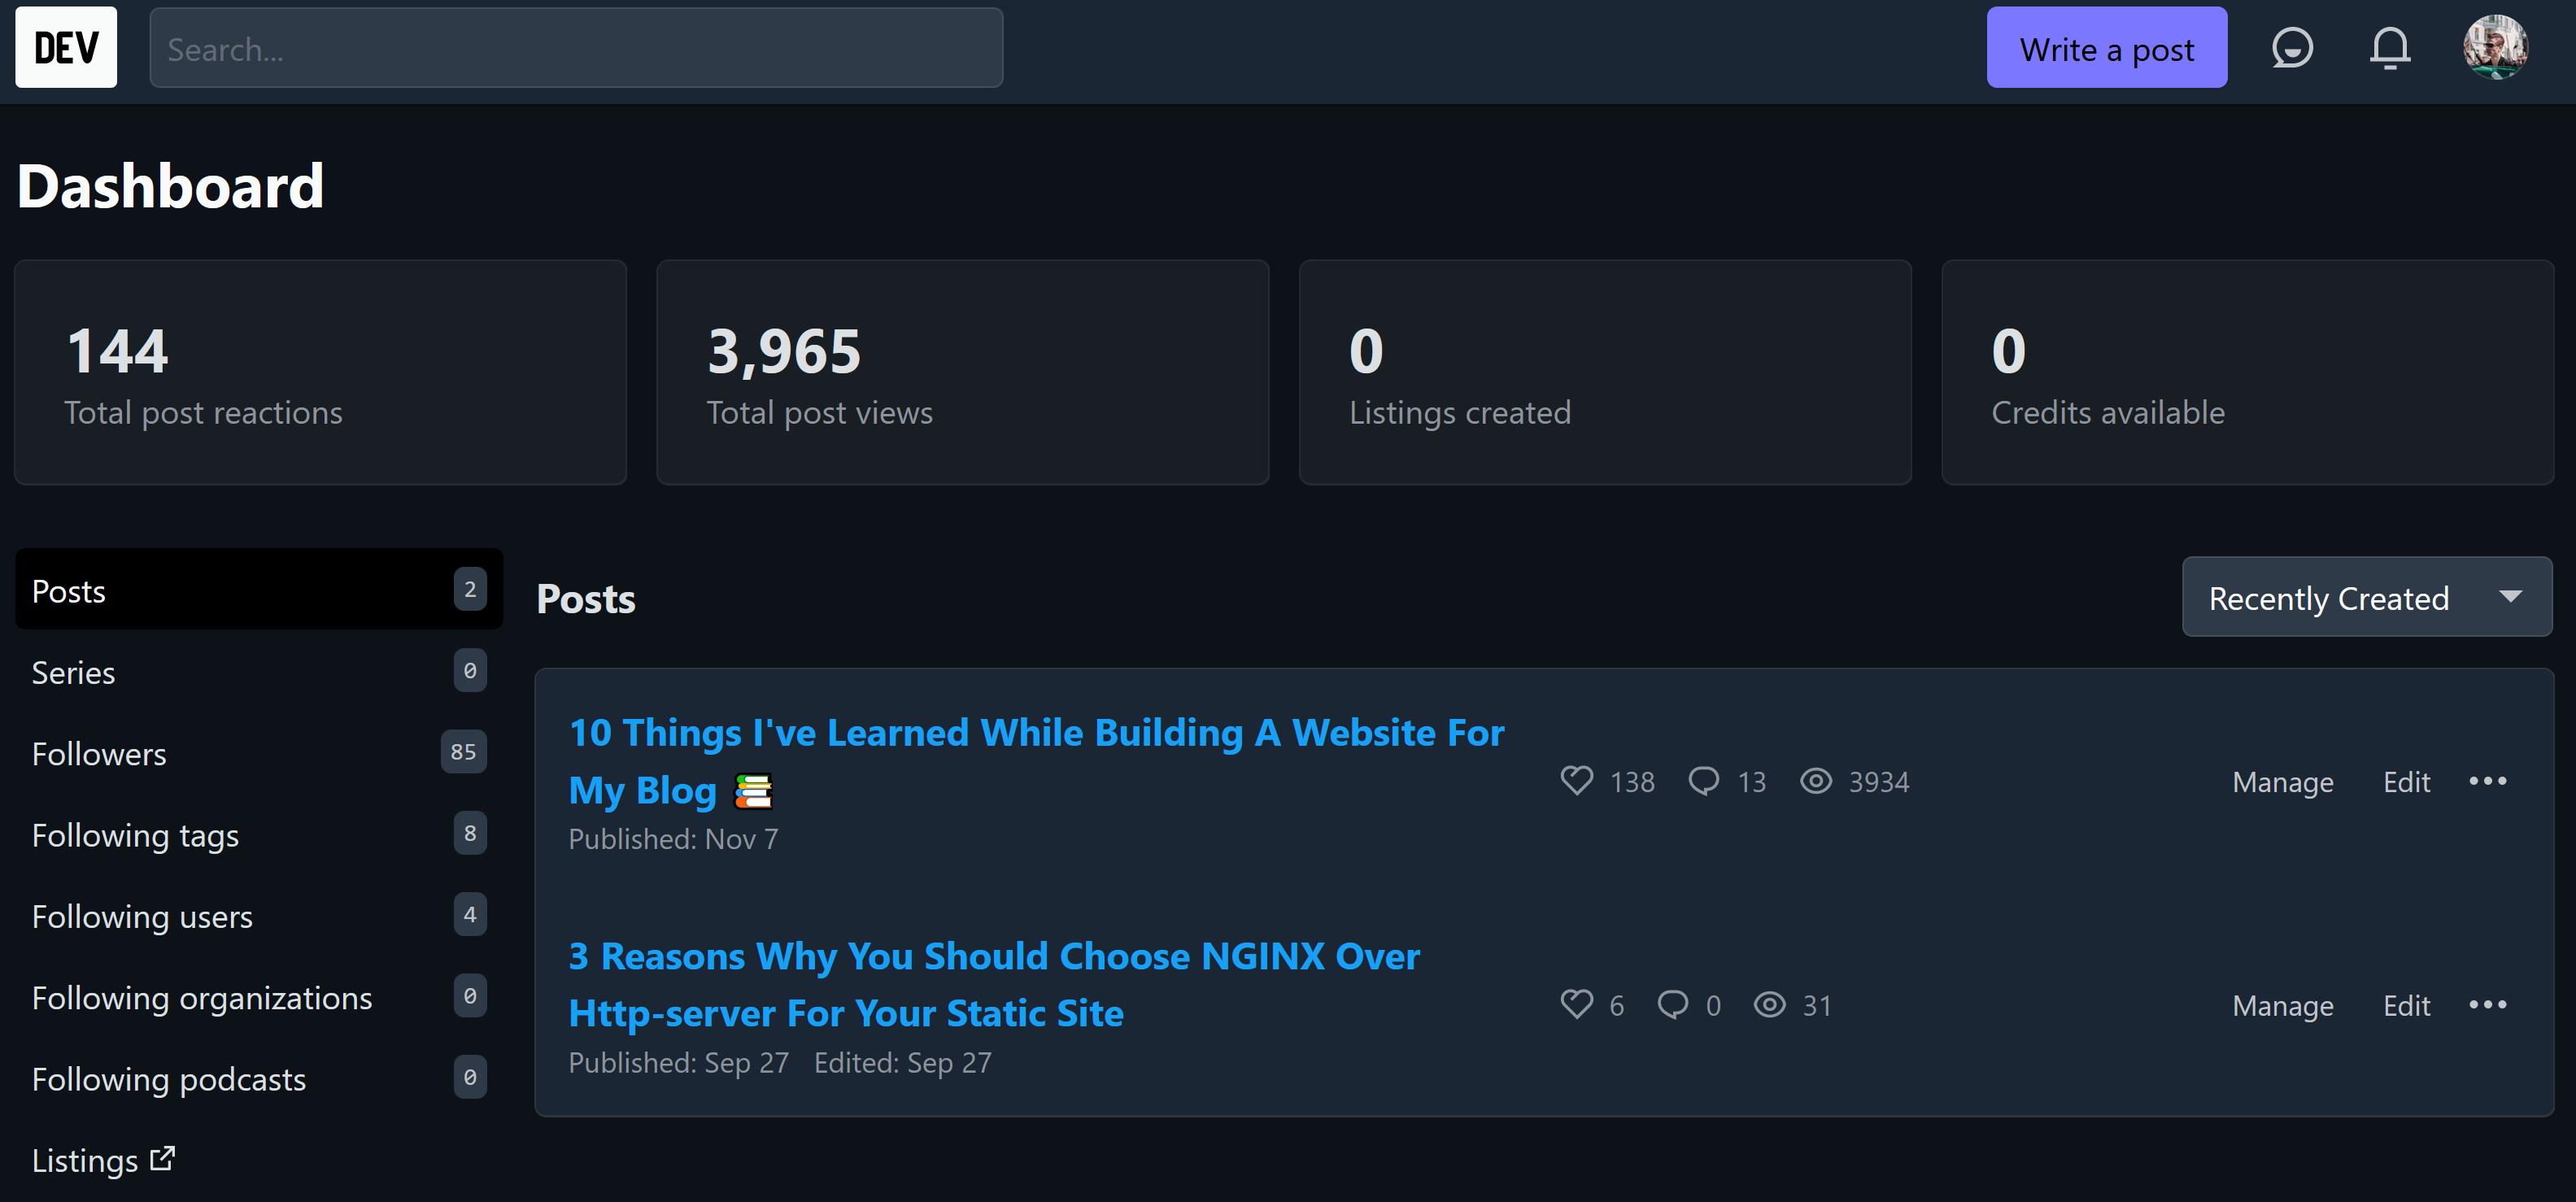 DEV
Search...
Write a post
Dashboard
144
Total post reactions
3,965
Total post views
0
Listings created
0
Credits available
Posts 2
Series 0
Followers 85
Following tags 8
Following users 4
Following organizations 0
Following podcasts 0
Listings
Posts
Recently Created
10 Things I've Learned While Building A Website For
My Blog 📚
Published: Nov 7
138 13 3934
Manage Edit
3 Reasons Why You Should Choose NGINX Over
Http-server For Your Static Site
Published: Sep 27 Edited: Sep 27
6 0 31
Manage Edit